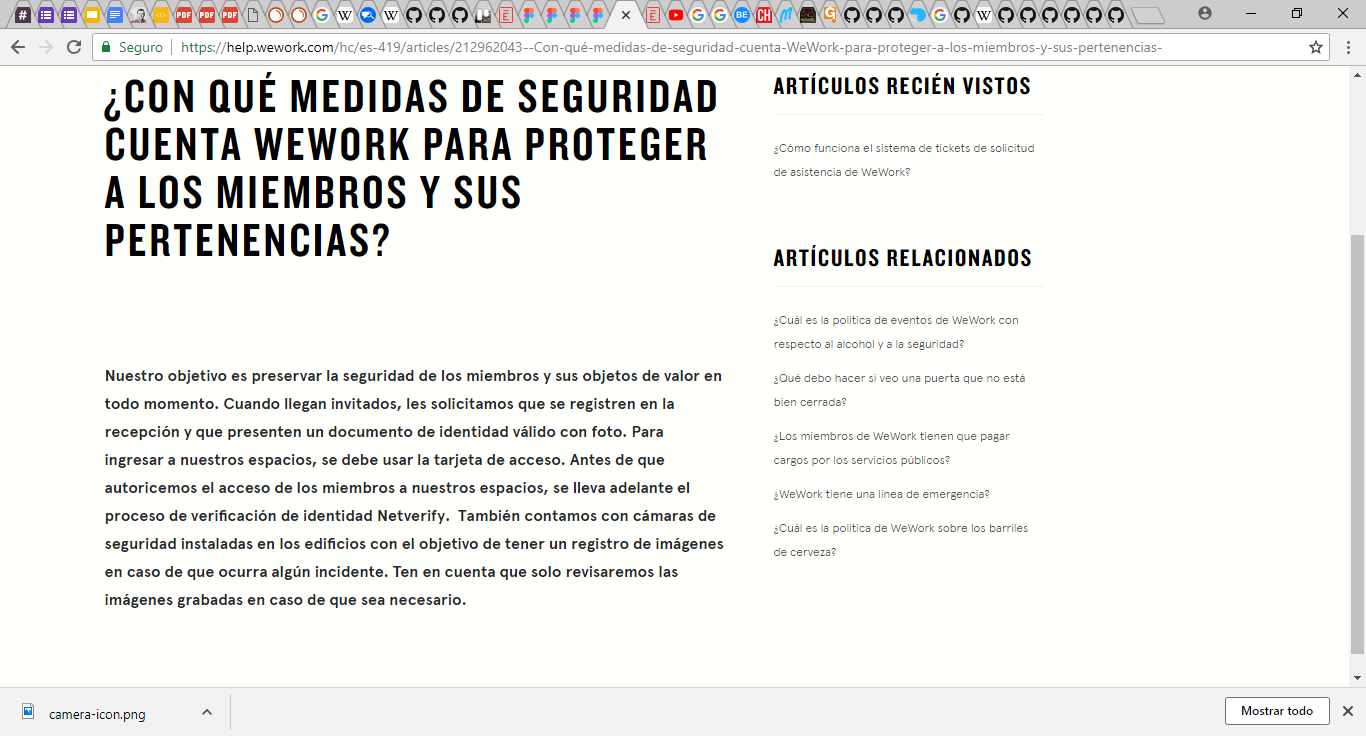 Seguro
https://help.wework.com/hc/es-419/articles/212962043--Con-qué-medidas-de-seguridad-cuenta-WeWork-para-proteger-a-los-miembros-y-sus-pertenencias-
¿CON QUÉ MEDIDAS DE SEGURIDAD
CUENTA WEWORK PARA PROTEGER
A LOS MIEMBROS Y SUS
PERTENENCIAS?
Nuestro objetivo es preservar la seguridad de los miembros y sus objetos de valor en
todo momento. Cuando llegan invitados, les solicitamos que se registren en la
recepción y que presenten un documento de identidad válido con foto. Para
ingresar a nuestros espacios, se debe usar la tarjeta de acceso. Antes de que
autoricemos el acceso de los miembros a nuestros espacios, se lleva adelante el
proceso de verificación de identidad Netverify.  También contamos con cámaras de
seguridad instaladas en los edificios con el objetivo de tener un registro de imágenes
en caso de que ocurra algún incidente. Ten en cuenta que solo revisaremos las
imágenes grabadas en caso de que sea necesario.
ARTÍCULOS RECIÉN VISTOS
¿Cómo funciona el sistema de tickets de solicitud
de asistencia de WeWork?
ARTÍCULOS RELACIONADOS
¿Cuál es la política de eventos de WeWork con
respecto al alcohol y a la seguridad?
¿Qué debo hacer si veo una puerta que no está
bien cerrada?
¿Los miembros de WeWork tienen que pagar
cargos por los servicios públicos?
¿WeWork tiene una línea de emergencia?
¿Cuál es la política de WeWork sobre los barriles
de cerveza?
camera-icon.png
Mostrar todo